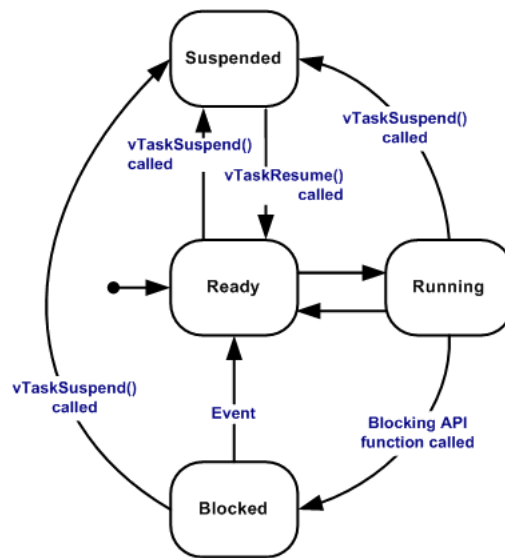 Suspended
vTaskSuspend()
called
vTaskSuspend()
called
vTaskResume()
called
Ready
Running
vTaskSuspend()
called
Event
Blocking API
function called
Blocked